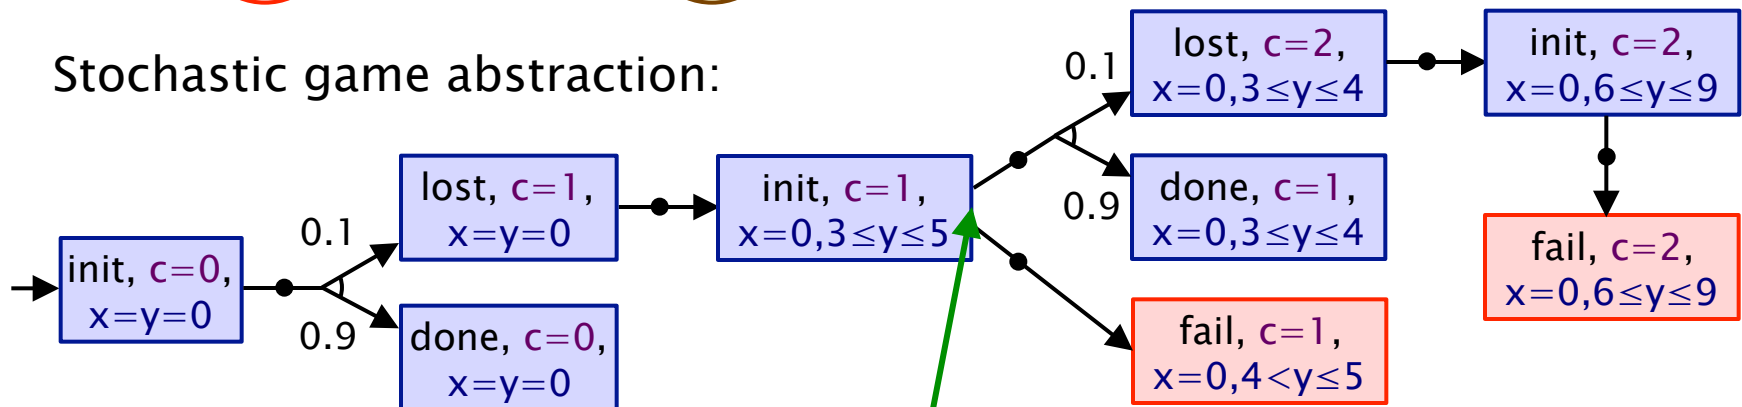 Stochastic game abstraction:
init, c=0,
x=y=0
0.1
0.9
lost, c=1,
x=y=0
done, c=0,
x=y=0
init, c=1,
x=0,3≤y≤5
0.1
0.9
lost, c=2,
x=0,3≤y≤4
done, c=1,
x=0,3≤y≤4
fail, c=1,
x=0,4<y≤5
init, c=2,
x=0,6≤y≤9
fail, c=2,
x=0,6≤y≤9